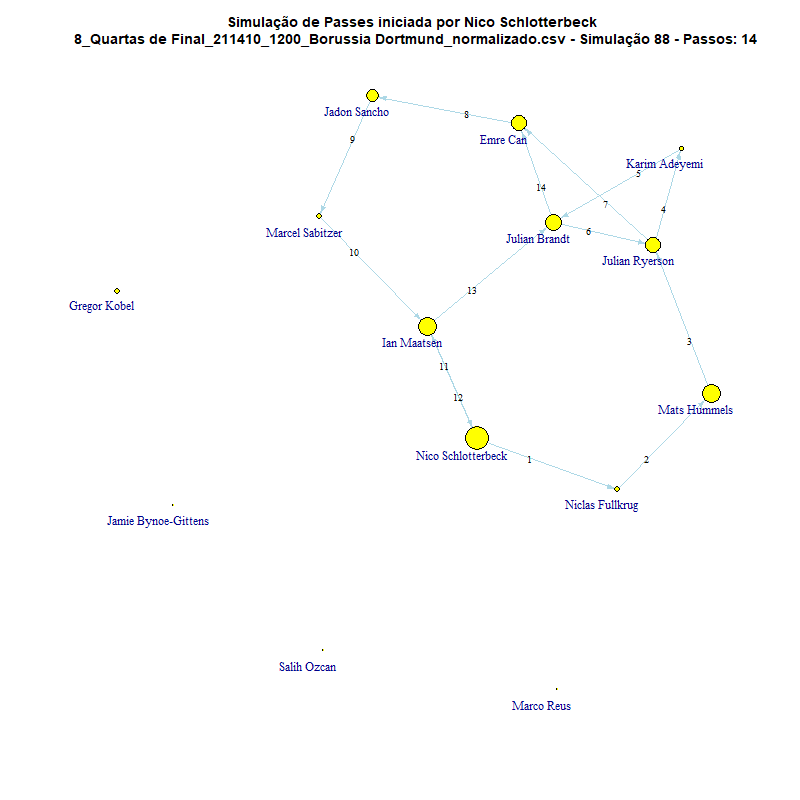 Simulação de Passes iniciada por Nico Schlotterbeck
8_Quartas de Final_211410_1200_Borussia Dortmund_normalizado.csv - Simulação 88 - Passos: 14
Jadon Sancho
8
Emre Can
9
Karim Adeyemi
5
14
7
4
Marcel Sabitzer
6
Julian Brandt
10
Julian Ryerson
13
Gregor Kobel
Ian Maatsen
3
11
12
Mats Hummels
Nico Schlotterbeck
1
2
Niclas Fullkrug
Jamie Bynoe-Gittens
Salih Ozcan
Marco Reus